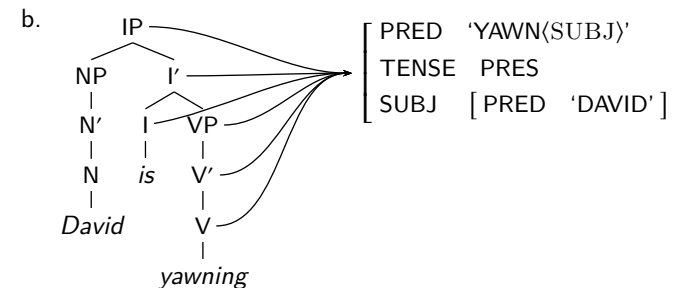 b.
IP
PRED ‘YAWN⟨SUBJ⟩’
NP I′
TENSE PRES
SUBJ [PRED ‘DAVID’]
N′ I VP
N is V′
David V
yawning